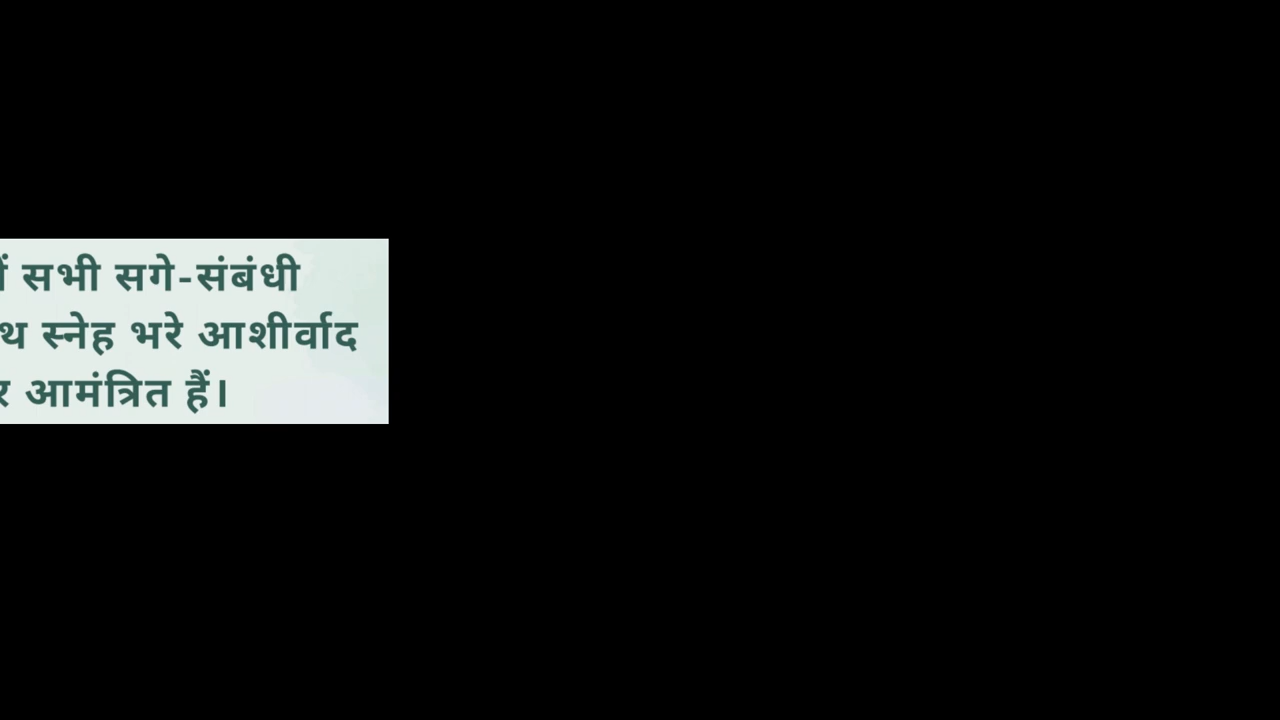 सभी सगे-संबंधी
स्नेह भरे आशीर्वाद
आमंत्रित हैं।